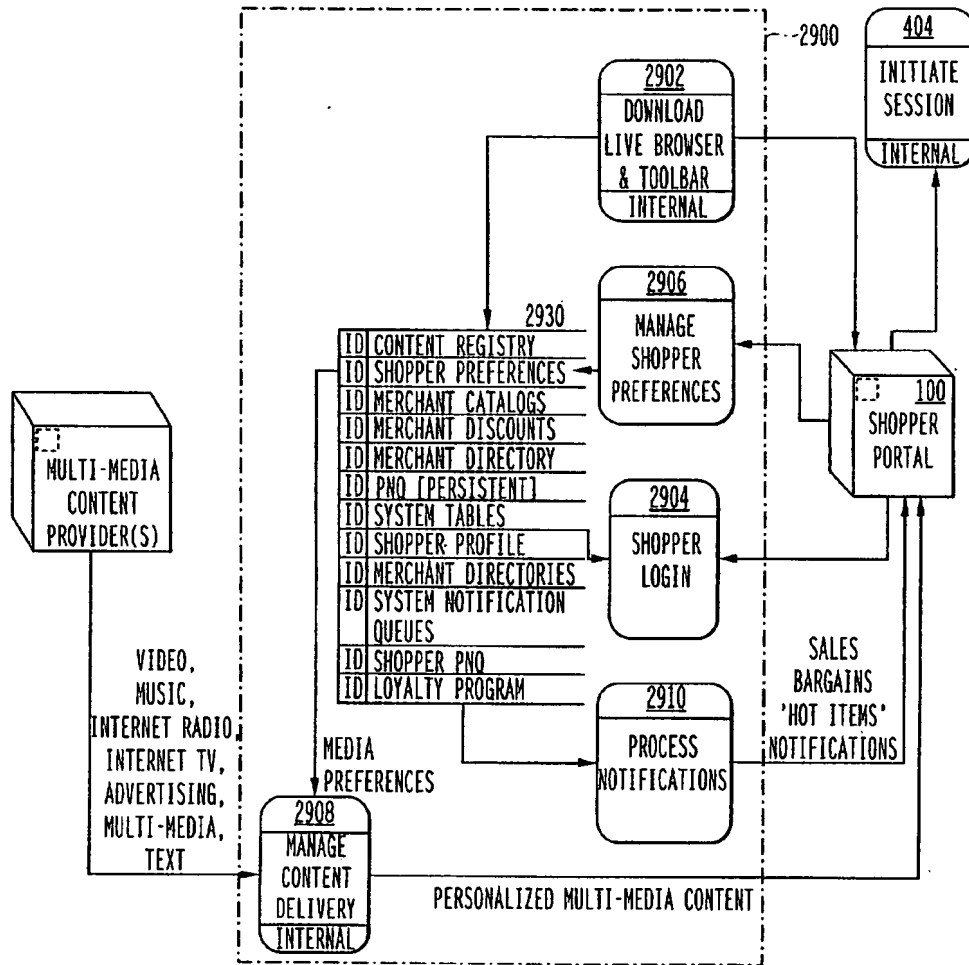 2900
404
INITIATE
SESSION
INTERNAL
2902
DOWNLOAD
LIVE BROWSER
& TOOLBAR
INTERNAL
2906
MANAGE
SHOPPER
PREFERENCES
2930
ID CONTENT REGISTRY
ID SHOPPER PREFERENCES
ID MERCHANT CATALOGS
ID MERCHANT DISCOUNTS
ID MERCHANT DIRECTORY
ID PNQ [PERSISTENT]
ID SYSTEM TABLES
ID SHOPPER PROFILE
ID MERCHANT DIRECTORIES
ID SYSTEM NOTIFICATION
QUEUES
ID SHOPPER PNQ
ID LOYALTY PROGRAM
100
SHOPPER
PORTAL
MULTI-MEDIA
CONTENT
PROVIDER(S)
2904
SHOPPER
LOGIN
VIDEO,
MUSIC,
INTERNET RADIO,
INTERNET TV,
ADVERTISING,
MULTI-MEDIA,
TEXT
MEDIA
PREFERENCES
2910
PROCESS
NOTIFICATIONS
SALES
BARGAINS
'HOT ITEMS'
NOTIFICATIONS
2908
MANAGE
CONTENT
DELIVERY
INTERNAL
PERSONALIZED MULTI-MEDIA CONTENT